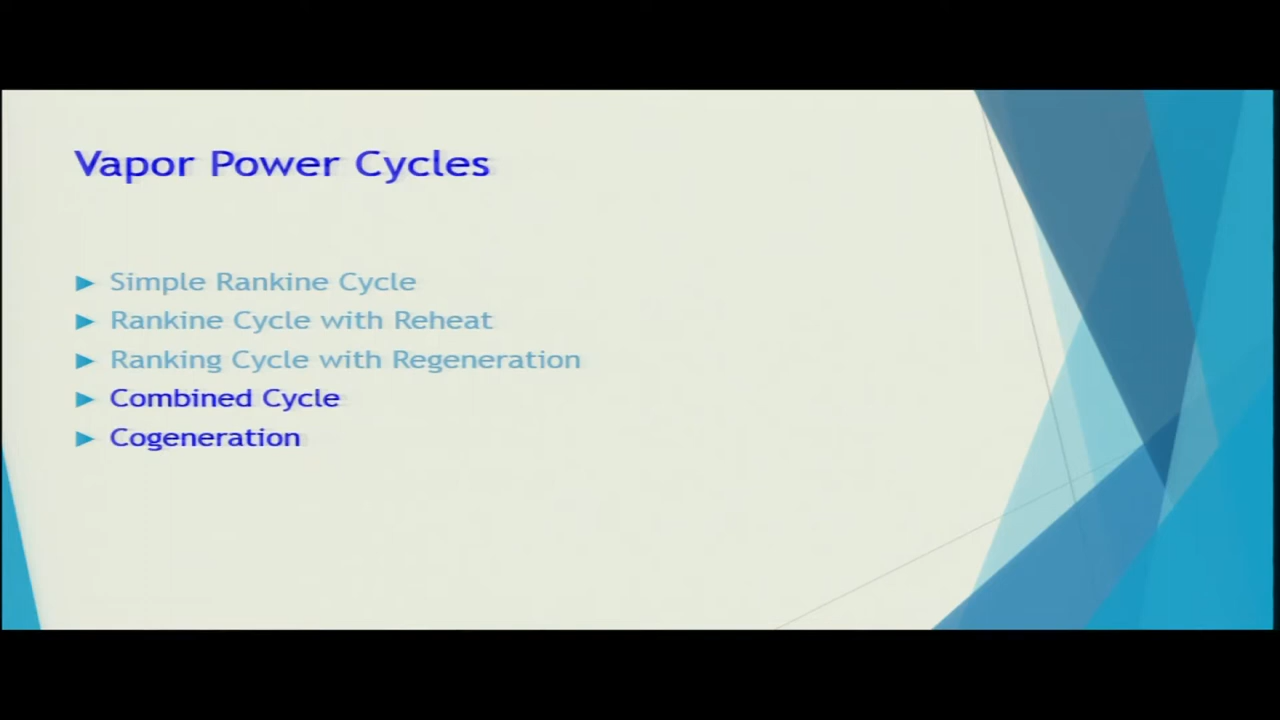 Vapor Power Cycles
Simple Rankine Cycle
Rankine Cycle with Reheat
Ranking Cycle with Regeneration
Combined Cycle
Cogeneration